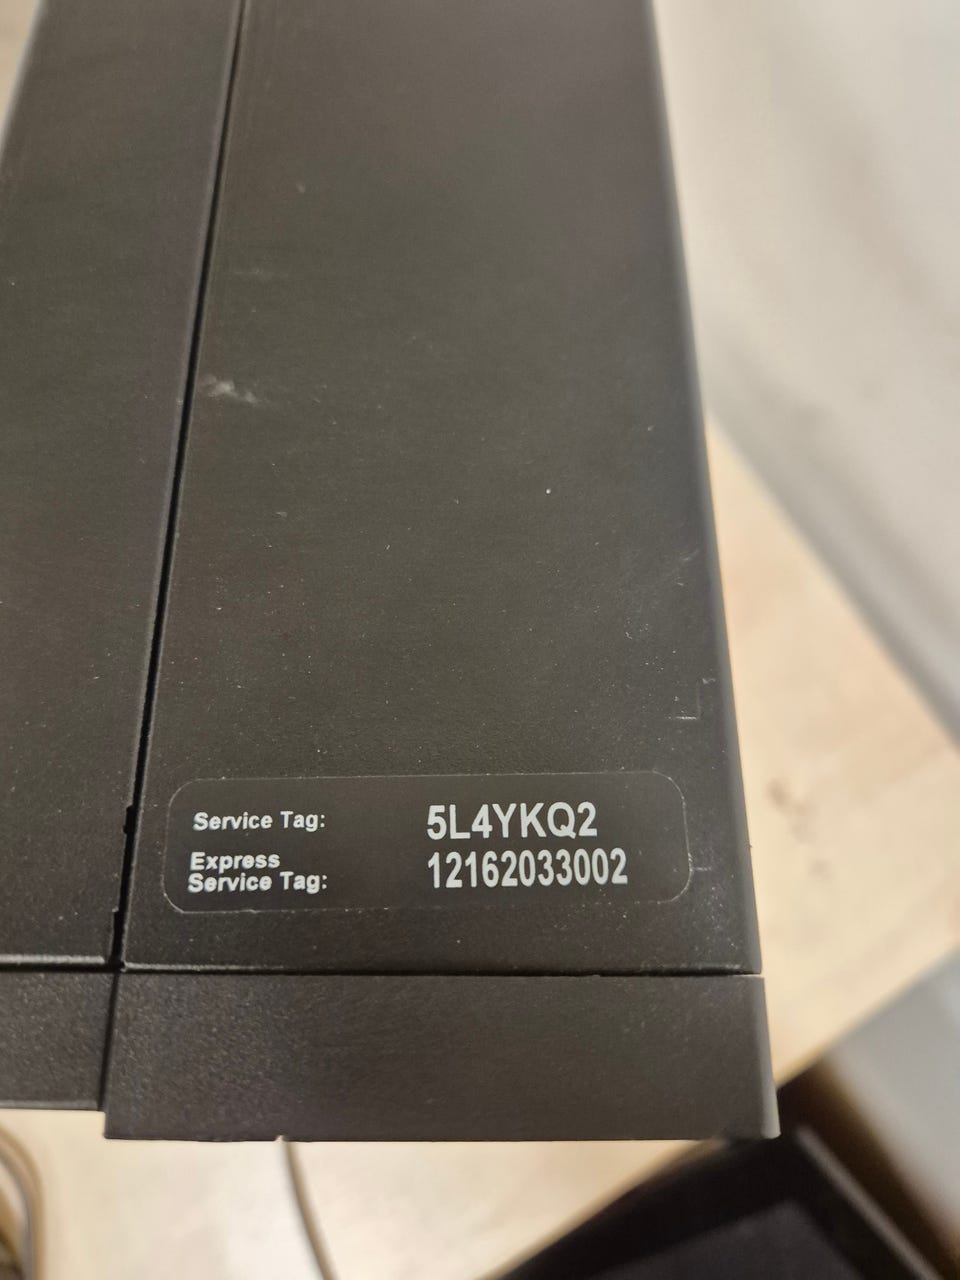 Service Tag: 5L4YKQ2
Express
Service Tag: 12162033002